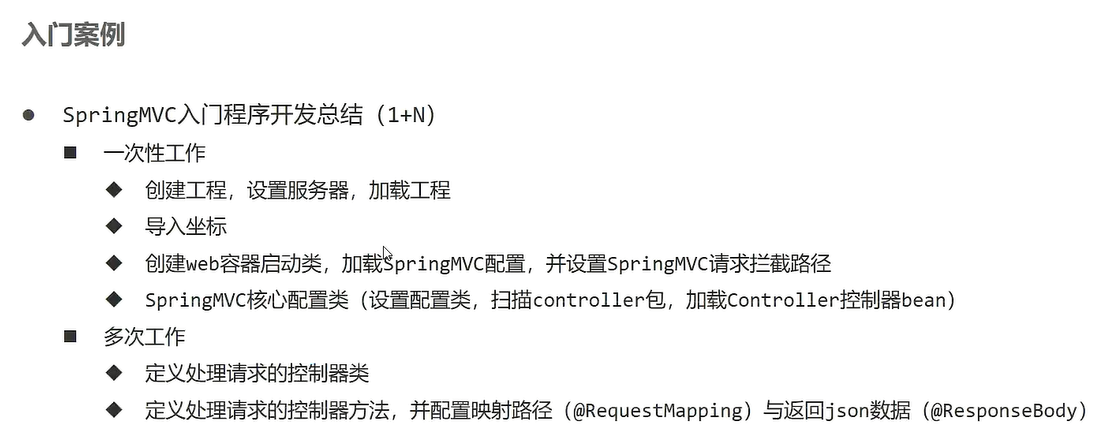 入门案例
SpringMVC入门程序开发总结（1+N）
一次性工作
创建工程，设置服务器，加载工程
导入坐标
创建web容器启动类，加载SpringMVC配置，并设置SpringMVC请求拦截路径
SpringMVC核心配置类（设置配置类，扫描controller包，加载Controller控制器bean）
多次工作
定义处理请求的控制器类
定义处理请求的控制器方法，并配置映射路径（@RequestMapping）与返回json数据（@ResponseBody）